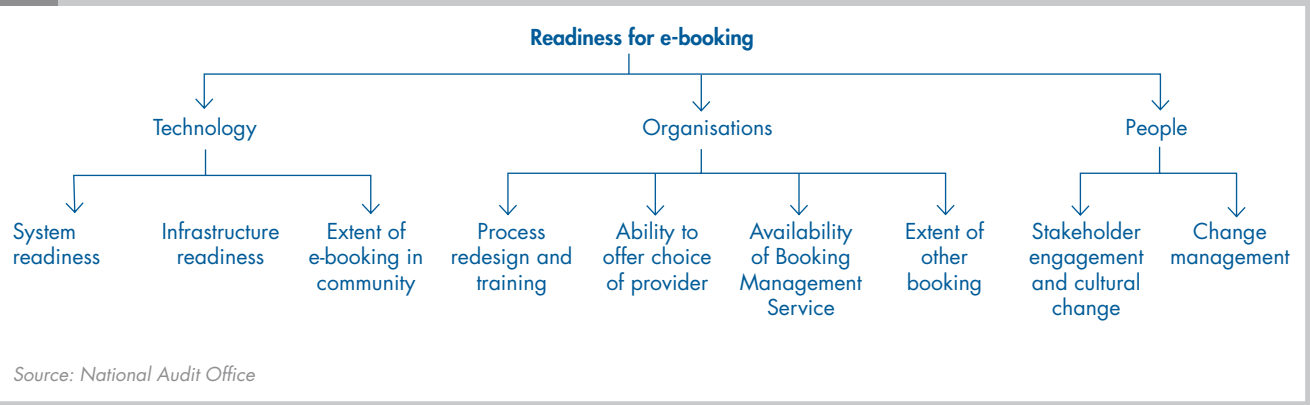 Readiness for e-booking
Technology
Organisations
People
System
readiness
Infrastructure
readiness
Extent of
e-booking in
community
Process
redesign and
training
Ability to
offer choice
of provider
Availability
of Booking
Management
Service
Extent of
other
booking
Stakeholder
engagement
and cultural
change
Change
management
Source: National Audit Office